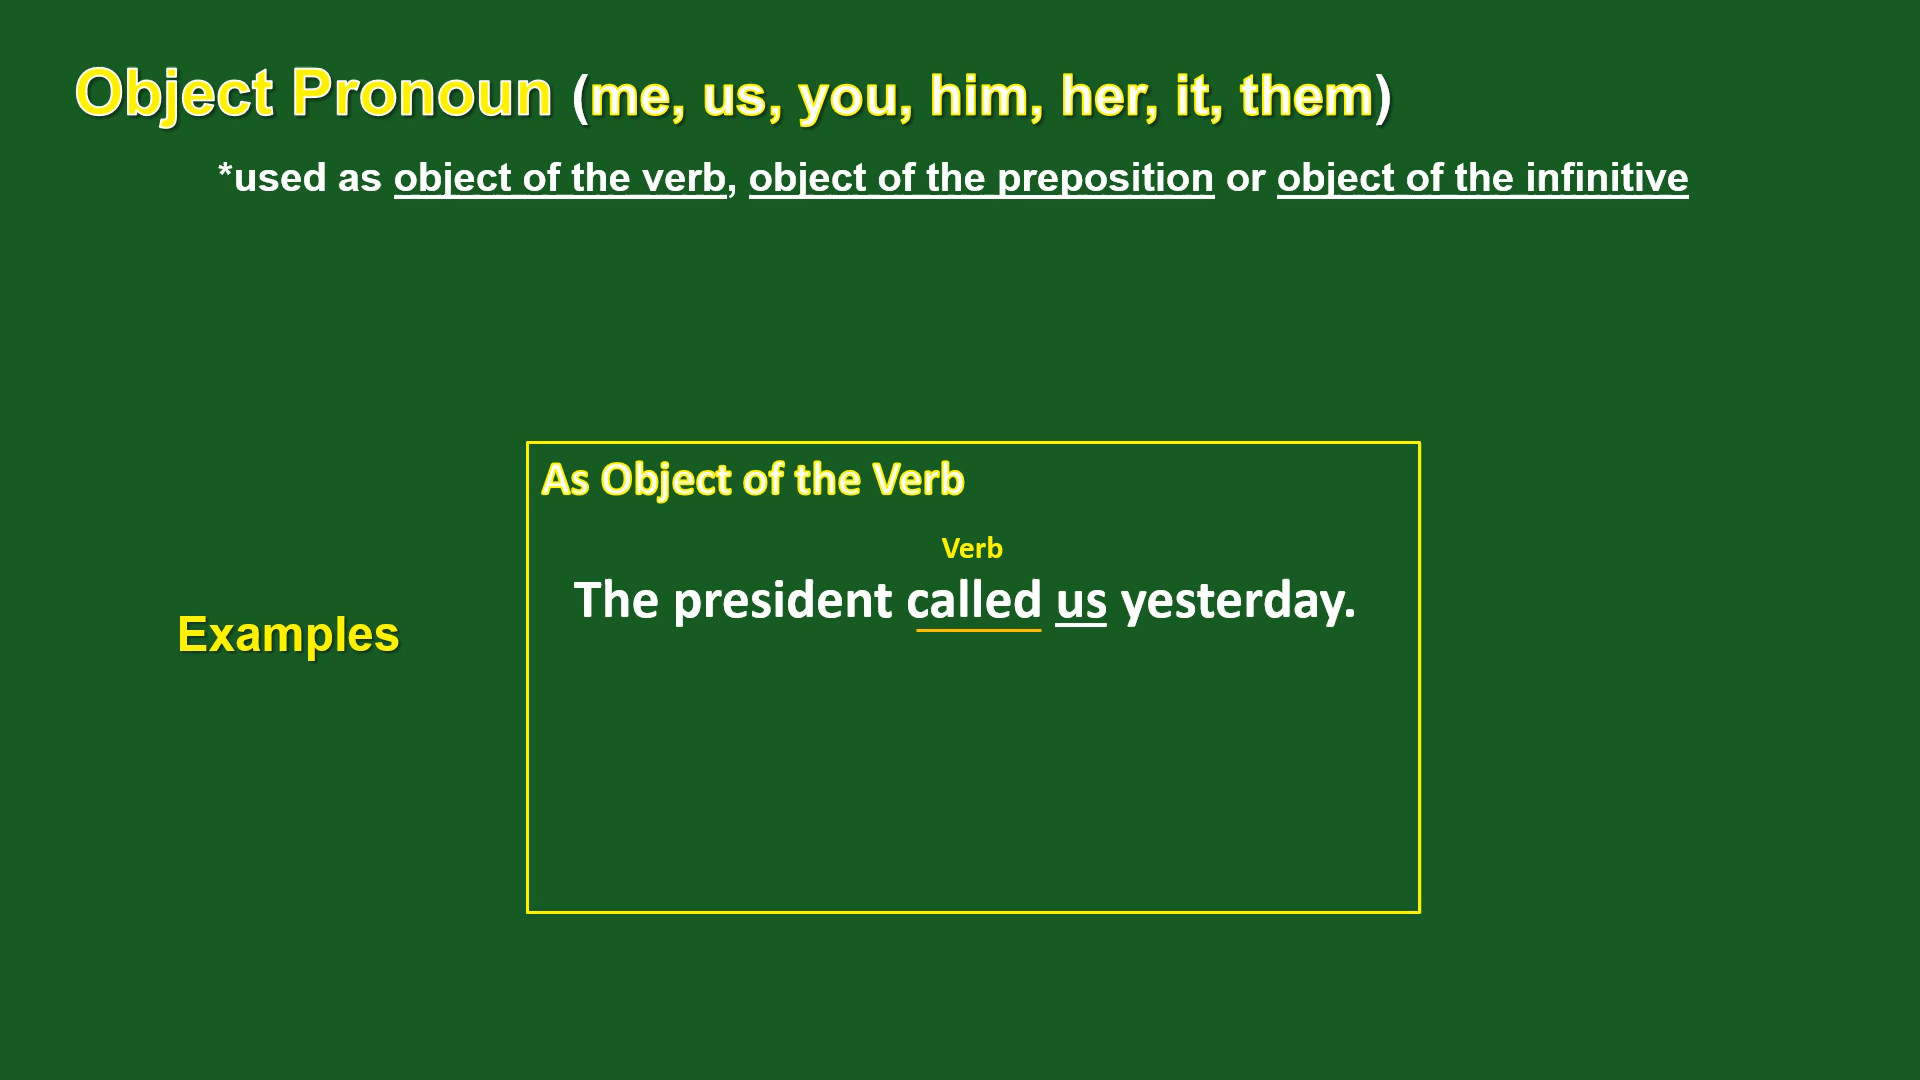 Object Pronoun (me, us, you, him, her, it, them)
*used as object of the verb, object of the preposition or object of the infinitive
As Object of the Verb
Verb
The president called us yesterday.
Examples